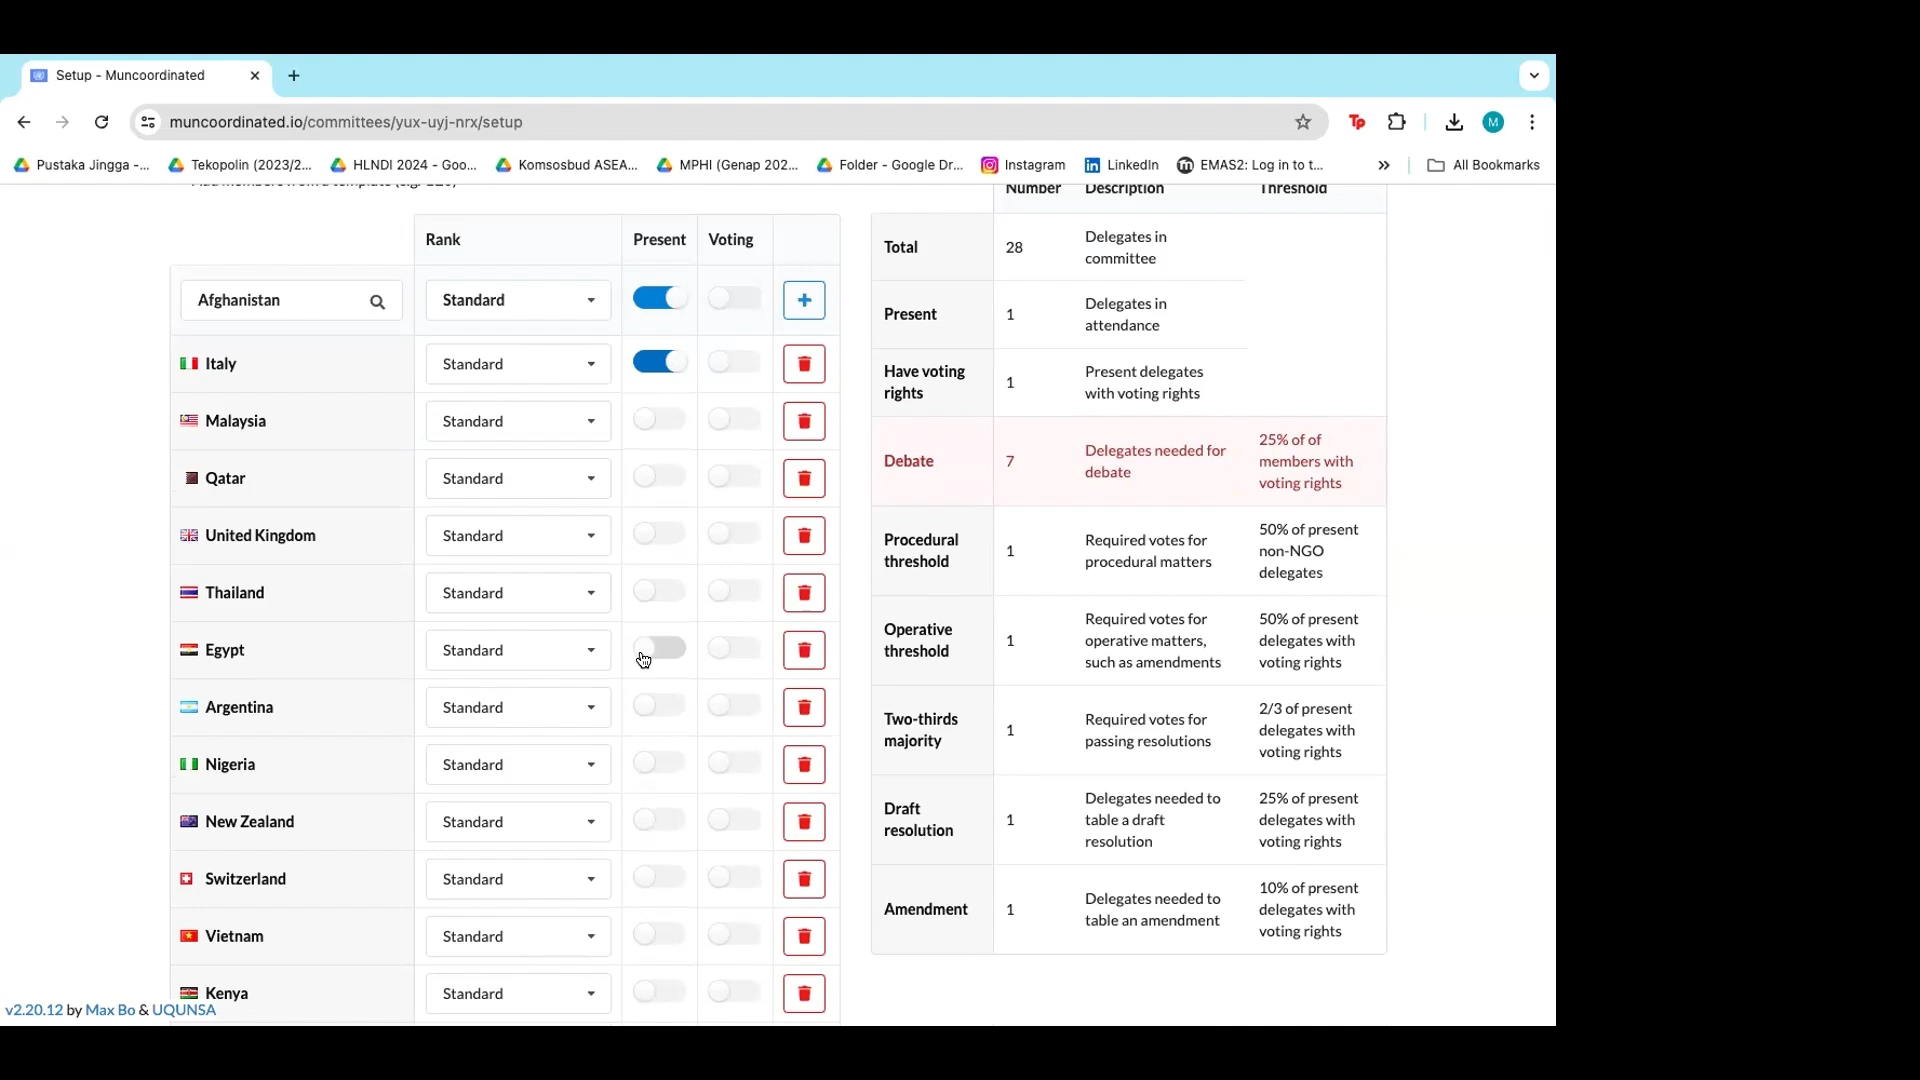 Setup - Muncoordinated
muncoordinated.io/committees/yux-uyj-nrx/setup
Tp
M
Pustaka Jingga -...
Tekopolin (2023/2...
HLNDI 2024 - Goo...
Komsosbud ASEA...
MPHI (Genap 202...
Folder - Google Dr...
Instagram
LinkedIn
EMAS2: Log in to t...
All Bookmarks
Rank
Present
Voting
Afghanistan
Standard
Italy
Standard
Malaysia
Standard
Qatar
Standard
United Kingdom
Standard
Thailand
Standard
Egypt
Standard
Argentina
Standard
Nigeria
Standard
New Zealand
Standard
Switzerland
Standard
Vietnam
Standard
Kenya
Standard
v2.20.12 by Max Bo & UQUNSA
Number
Description
Threshold
Total
28
Delegates in
committee
Present
1
Delegates in
attendance
Have voting
rights
1
Present delegates
with voting rights
Debate
7
Delegates needed for
debate
25% of of
members with
voting rights
Procedural
threshold
1
Required votes for
procedural matters
50% of present
non-NGO
delegates
Operative
threshold
1
Required votes for
operative matters,
such as amendments
50% of present
delegates with
voting rights
Two-thirds
majority
1
Required votes for
passing resolutions
2/3 of present
delegates with
voting rights
Draft
resolution
1
Delegates needed to
table a draft
resolution
25% of present
delegates with
voting rights
Amendment
1
Delegates needed to
table an amendment
10% of present
delegates with
voting rights